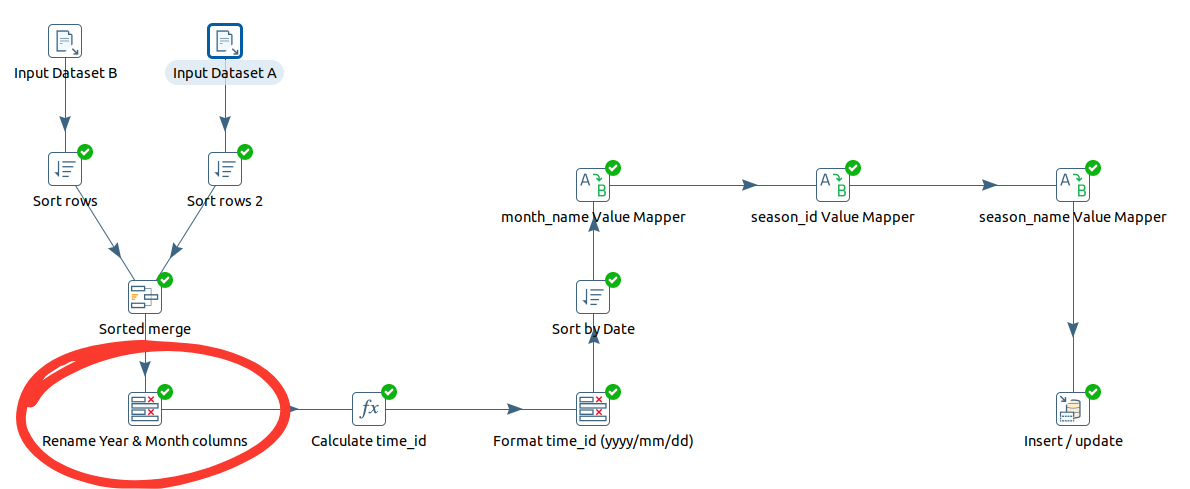 Input Dataset B
Input Dataset A
Sort rows
Sort rows 2
A
B
month_name Value Mapper
A
B
season_id Value Mapper
A
B
season_name Value Mapper
Sorted merge
Sort by Date
Rename Year & Month columns
fx
Calculate time_id
Format time_id (yyyy/mm/dd)
Insert / update